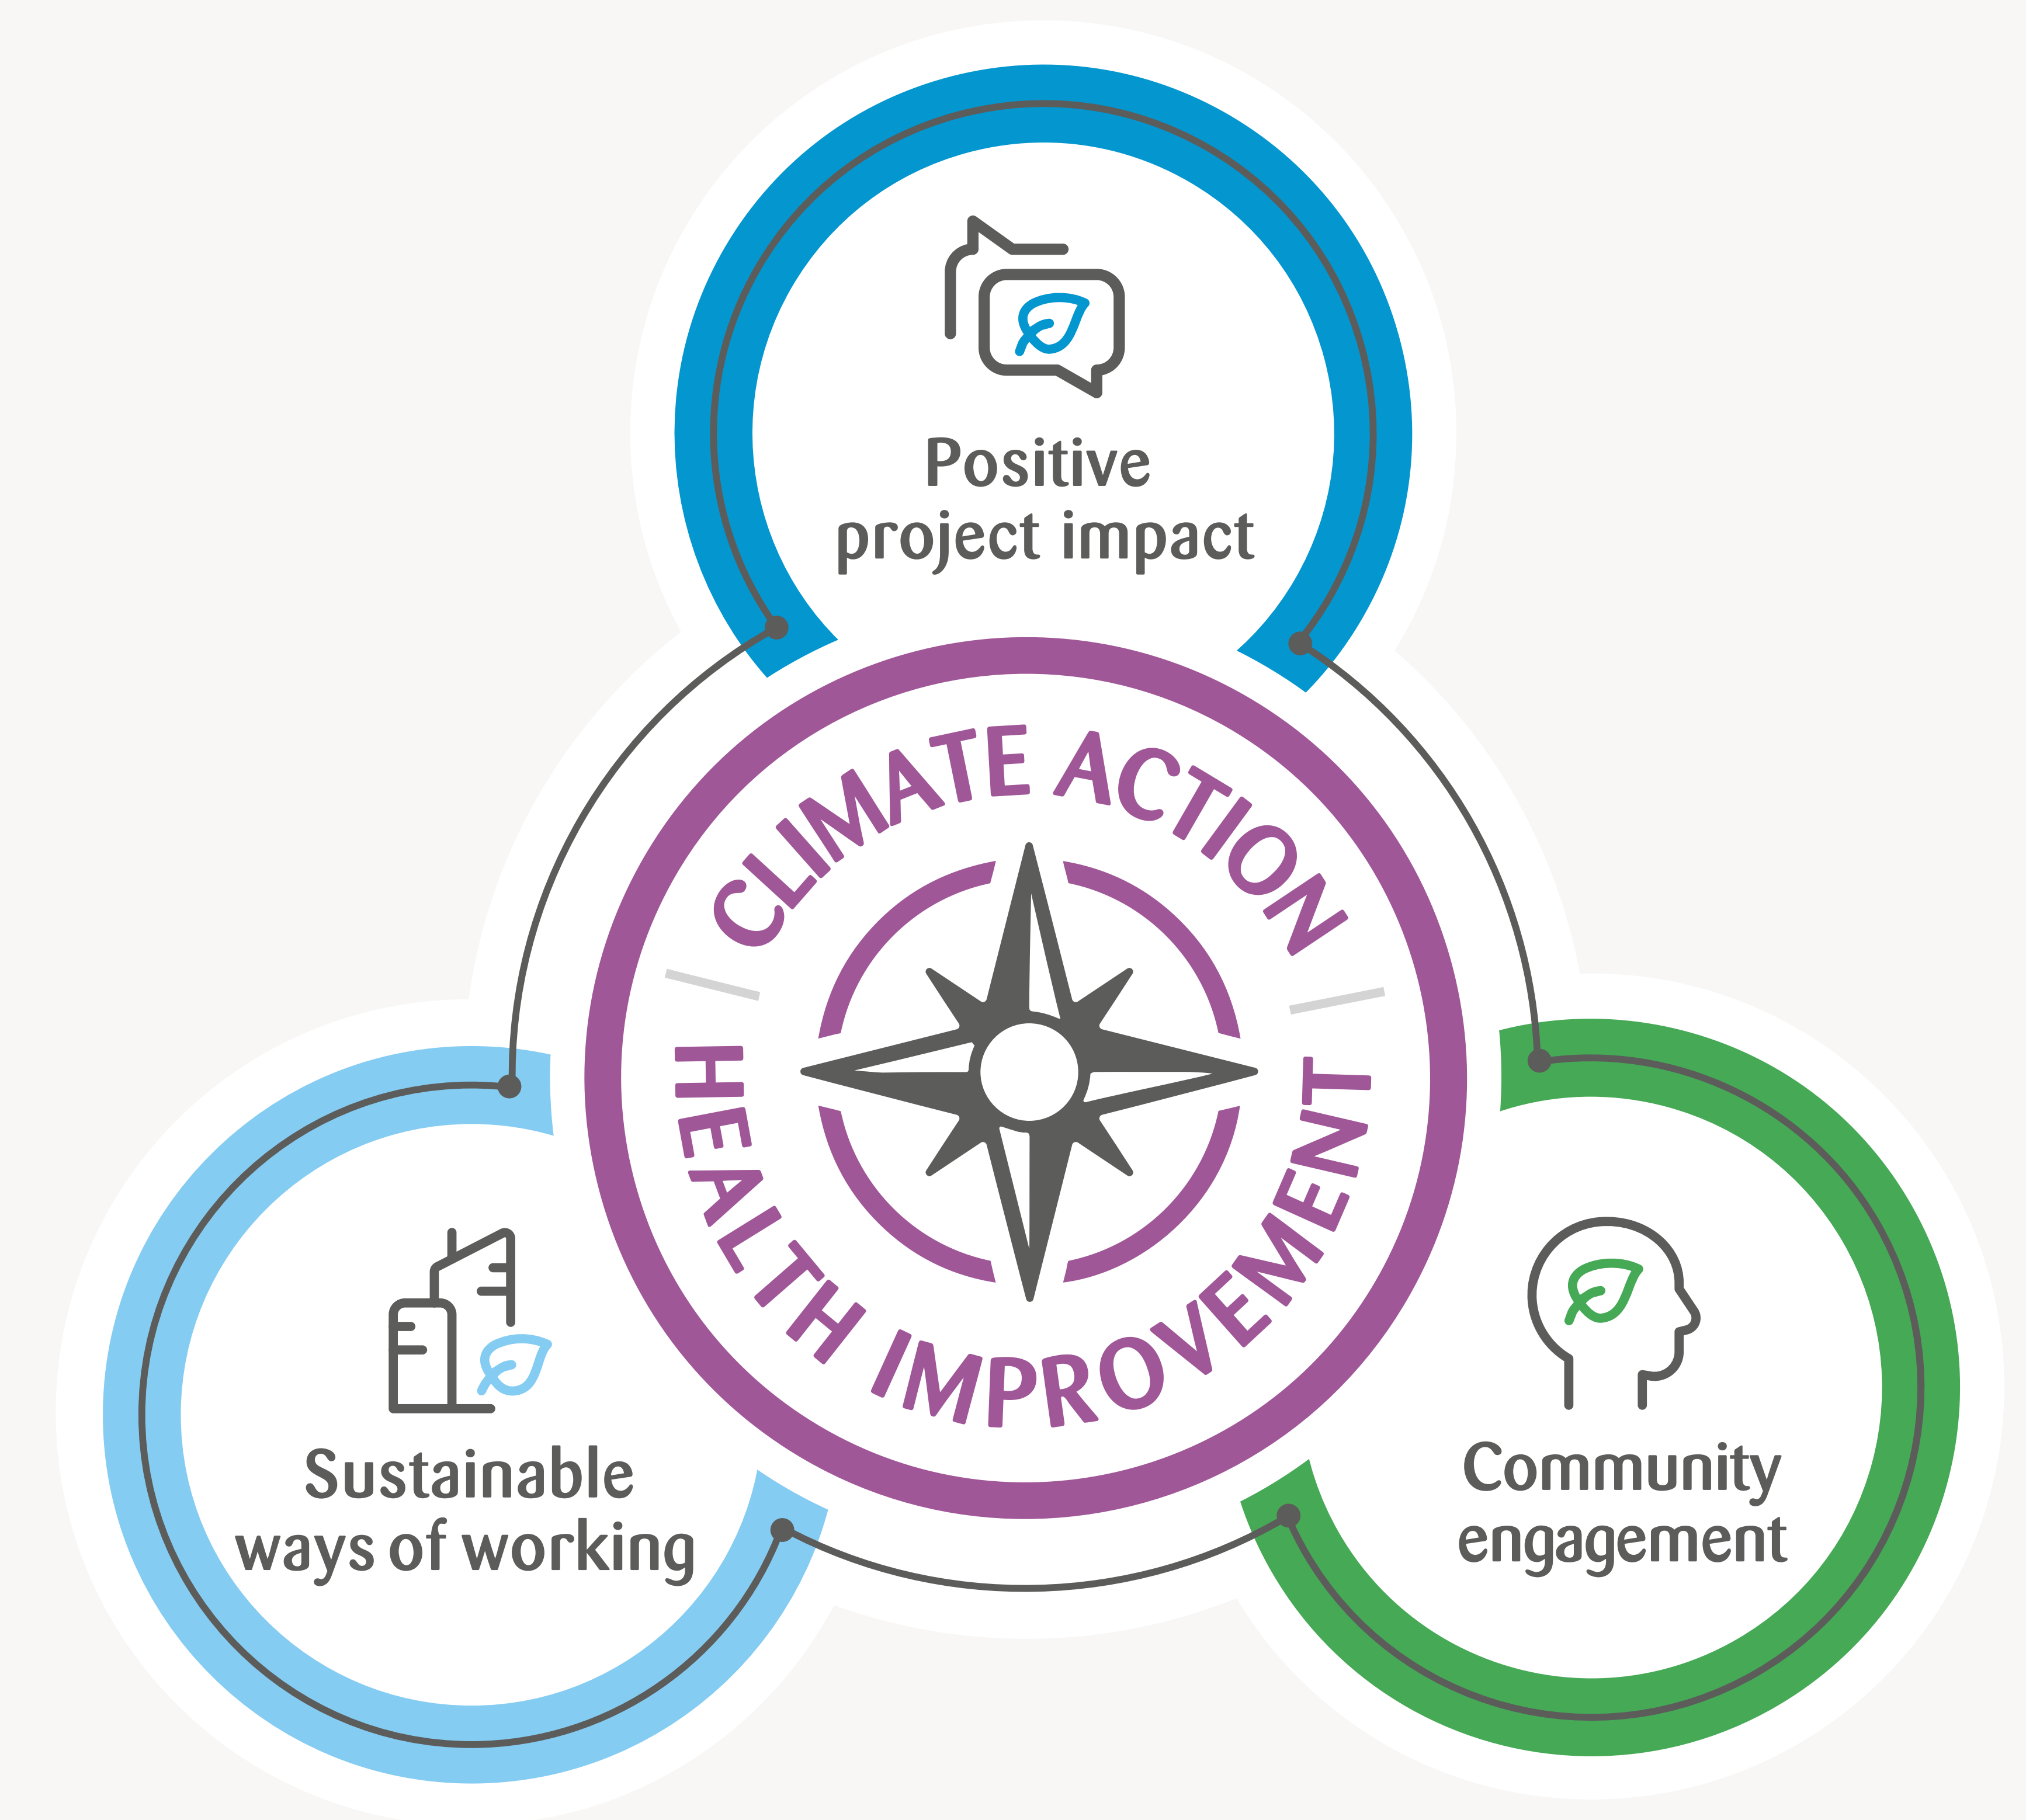 Positive
project impact
CLIMATE ACTION
HEALTH IMPROVEMENT
Sustainable
ways of working
Community
engagement